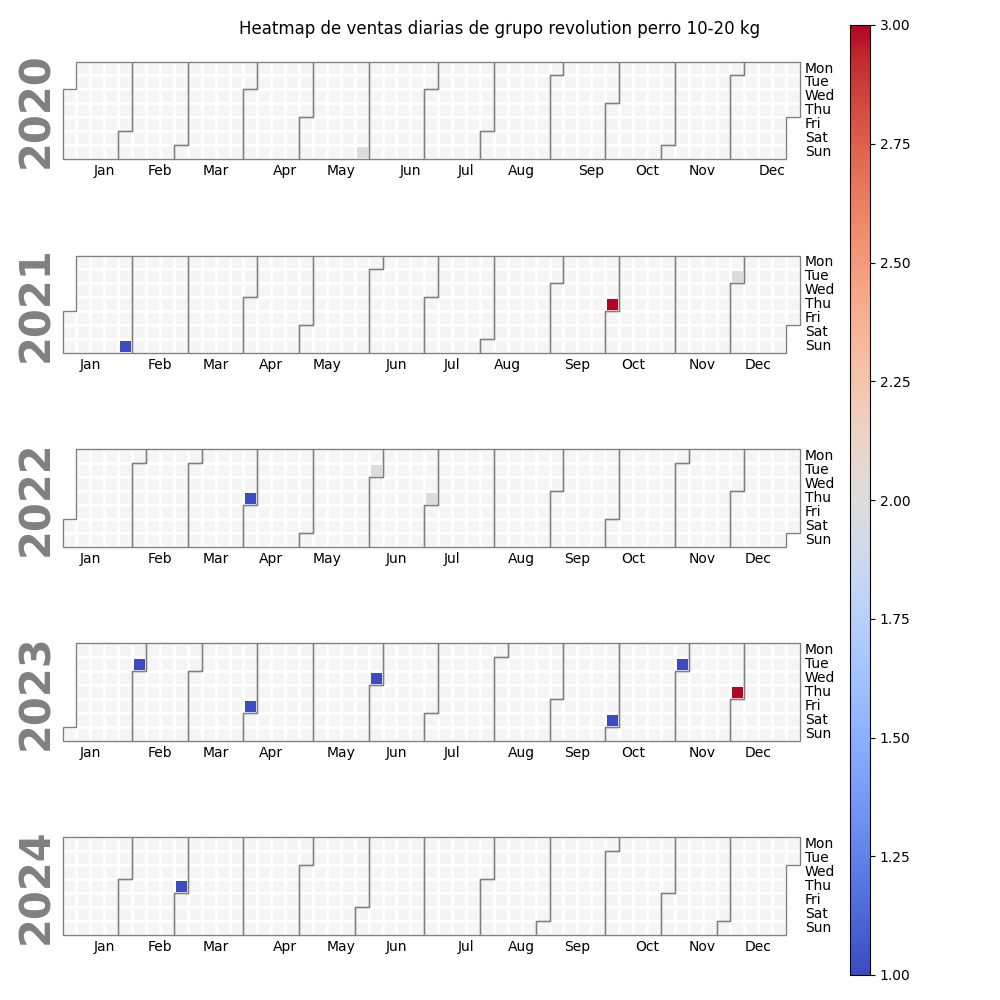 Heatmap de ventas diarias de grupo revolution perro 10-20 kg
2020
Mon
Tue
Wed
Thu
Fri
Sat
Sun
Jan Feb Mar Apr May Jun Jul Aug Sep Oct Nov Dec
2021
Mon
Tue
Wed
Thu
Fri
Sat
Sun
Jan Feb Mar Apr May Jun Jul Aug Sep Oct Nov Dec
2022
Mon
Tue
Wed
Thu
Fri
Sat
Sun
Jan Feb Mar Apr May Jun Jul Aug Sep Oct Nov Dec
2023
Mon
Tue
Wed
Thu
Fri
Sat
Sun
Jan Feb Mar Apr May Jun Jul Aug Sep Oct Nov Dec
2024
Mon
Tue
Wed
Thu
Fri
Sat
Sun
Jan Feb Mar Apr May Jun Jul Aug Sep Oct Nov Dec
3.00
2.75
2.50
2.25
2.00
1.75
1.50
1.25
1.00